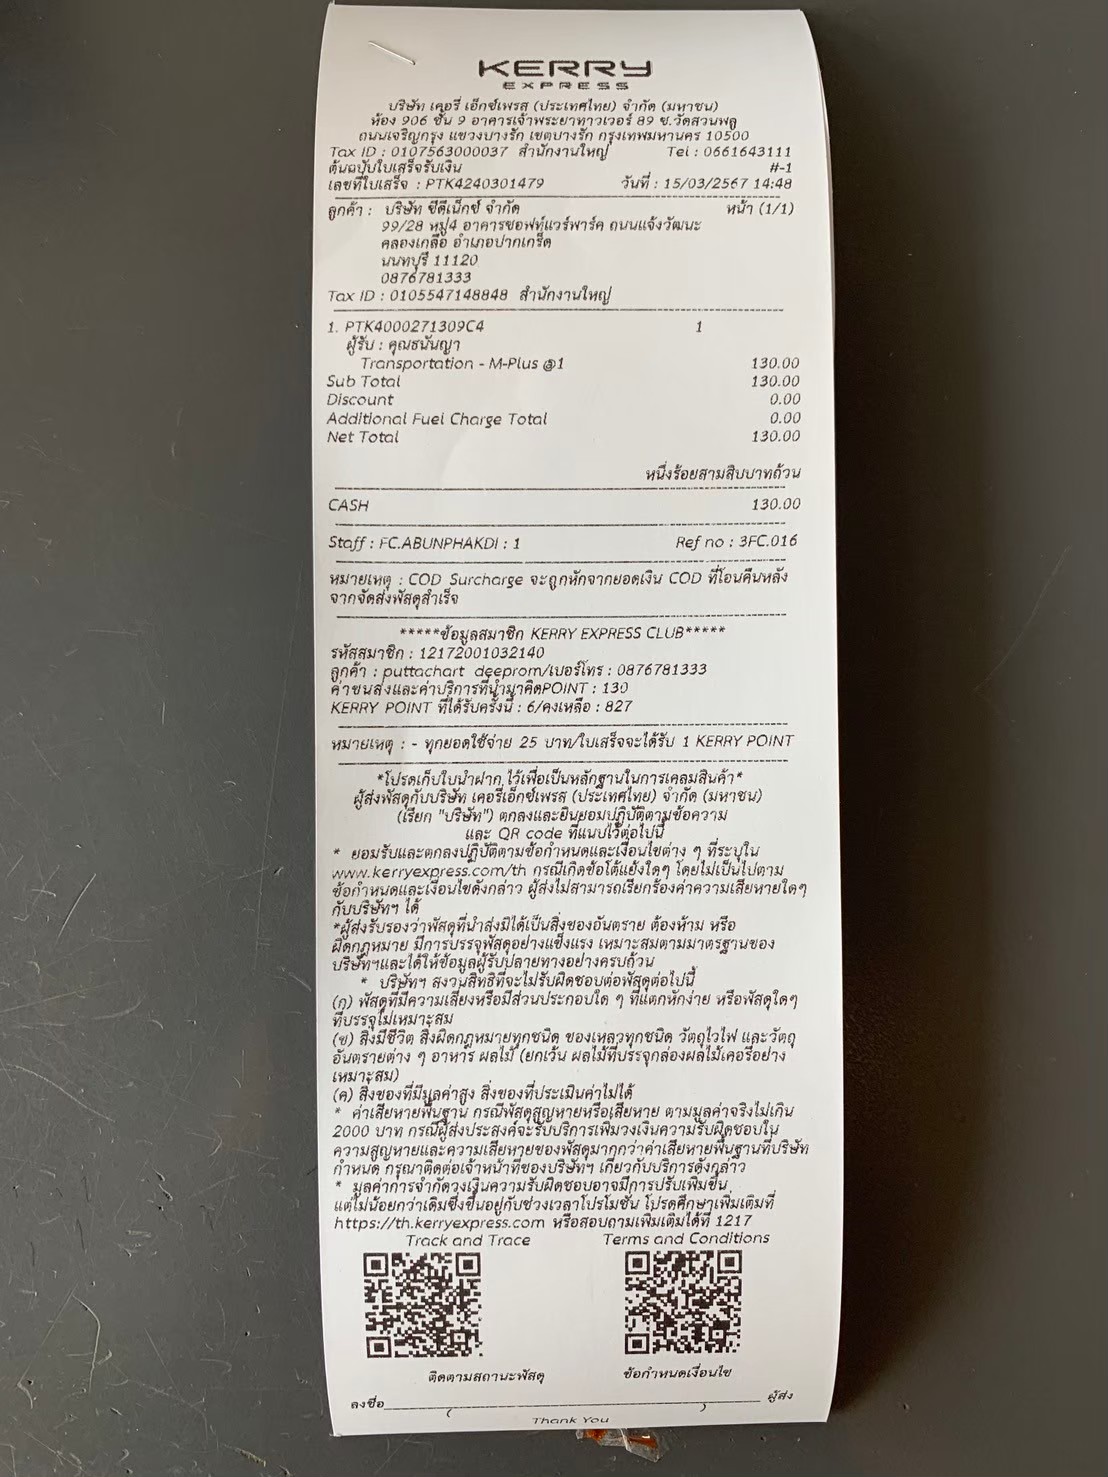 KERRY
EXPRESS
บริษัท เคอรี่ เอ็กซ์เพรส (ประเทศไทย) จำกัด (มหาชน)
ห้อง 906 ชั้น 9 อาคารเจ้าพระยาทาวเวอร์ 89 ซ.วัดสวนพลู
ถนนเจริญกรุง แขวงบางรัก เขตบางรัก กรุงเทพมหานคร 10500
Tax ID : 0107563000037 สำนักงานใหญ่ Tel : 0661643111
ต้นฉบับใบเสร็จรับเงิน #-1
เลขที่ใบเสร็จ : PTK4240301479 วันที่ : 15/03/2567 14:48
ลูกค้า : บริษัท ซีดีเน็กซ์ จำกัด หน้า (1/1)
99/28 หมู่4 อาคารซอฟท์แวร์พาร์ค ถนนแจ้งวัฒนะ
คลองเกลือ อำเภอปากเกร็ด
นนทบุรี 11120
0876781333
Tax ID : 0105547148848 สำนักงานใหญ่
1. PTK4000271309C4 1
ผู้รับ : คุณธนันญา
Transportation - M-Plus @1 130.00
Sub Total 130.00
Discount 0.00
Additional Fuel Charge Total 0.00
Net Total 130.00
หนึ่งร้อยสามสิบบาทถ้วน
CASH 130.00
Staff : FC.ABUNPHAKDI : 1 Ref no : 3FC.016
หมายเหตุ : COD Surcharge จะถูกหักจากยอดเงิน COD ที่โอนคืนหลัง
จากจัดส่งพัสดุสำเร็จ
*****ข้อมูลสมาชิก KERRY EXPRESS CLUB*****
รหัสสมาชิก : 12172001032140
ลูกค้า : puttachart deeprom/เบอร์โทร : 0876781333
ค่าขนส่งและค่าบริการที่นำมาคิดPOINT : 130
KERRY POINT ที่ได้รับครั้งนี้ : 6/คงเหลือ : 827
หมายเหตุ : - ทุกยอดใช้จ่าย 25 บาท/ใบเสร็จจะได้รับ 1 KERRY POINT
*โปรดเก็บใบนำฝาก ไว้เพื่อเป็นหลักฐานในการเคลมสินค้า*
ผู้ส่งพัสดุกับบริษัท เคอรี่เอ็กซ์เพรส (ประเทศไทย) จำกัด (มหาชน)
(เรียก "บริษัท") ตกลงและยินยอมปฏิบัติตามข้อความ
และ QR code ที่แนบไว้ต่อไปนี้
* ยอมรับและตกลงปฏิบัติตามข้อกำหนดและเงื่อนไขต่าง ๆ ที่ระบุใน
www.kerryexpress.com/th กรณีเกิดข้อโต้แย้งใดๆ โดยไม่เป็นไปตาม
ข้อกำหนดและเงื่อนไขดังกล่าว ผู้ส่งไม่สามารถเรียกร้องค่าความเสียหายใดๆ
กับบริษัทฯ ได้
*ผู้ส่งรับรองว่าพัสดุที่นำส่งมิได้เป็นสิ่งของอันตราย ต้องห้าม หรือ
ผิดกฎหมาย มีการบรรจุพัสดุอย่างแข็งแรง เหมาะสมตามมาตรฐานของ
บริษัทฯและได้ให้ข้อมูลผู้รับปลายทางอย่างครบถ้วน
* บริษัทฯ สงวนสิทธิที่จะไม่รับผิดชอบต่อพัสดุต่อไปนี้
(ก) พัสดุที่มีความเสี่ยงหรือมีส่วนประกอบใด ๆ ที่แตกหักง่าย หรือพัสดุใดๆ
ที่บรรจุไม่เหมาะสม
(ข) สิ่งมีชีวิต สิ่งผิดกฎหมายทุกชนิด ของเหลวทุกชนิด วัตถุไวไฟ และวัตถุ
อันตรายต่าง ๆ อาหาร ผลไม้ (ยกเว้น ผลไม้ที่บรรจุกล่องผลไม้เคอรี่อย่าง
เหมาะสม)
(ค) สิ่งของที่มีมูลค่าสูง สิ่งของที่ประเมินค่าไม่ได้
* ค่าเสียหายพื้นฐาน กรณีพัสดุสูญหายหรือเสียหาย ตามมูลค่าจริงไม่เกิน
2000 บาท กรณีผู้ส่งประสงค์จะรับบริการเพิ่มวงเงินความรับผิดชอบใน
ความสูญหายและความเสียหายของพัสดุมากกว่าค่าเสียหายพื้นฐานที่บริษัท
กำหนด กรุณาติดต่อเจ้าหน้าที่ของบริษัทฯ เกี่ยวกับบริการดังกล่าว
* มูลค่าการจำกัดวงเงินความรับผิดชอบอาจมีการปรับเพิ่มขึ้น
แต่ไม่น้อยกว่าเดิมซึ่งขึ้นอยู่กับช่วงเวลาโปรโมชั่น โปรดศึกษาเพิ่มเติมที่
https://th.kerryexpress.com หรือสอบถามเพิ่มเติมได้ที่ 1217
Track and Trace Terms and Conditions
ติดตามสถานะพัสดุ ข้อกำหนดเงื่อนไข
ลงชื่อ ผู้ส่ง
( )
Thank You